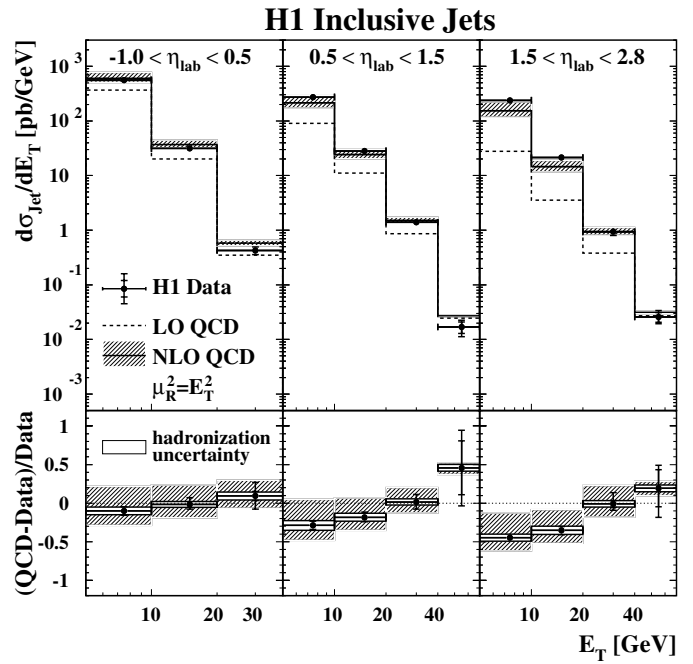 H1 Inclusive Jets
-1.0 < η_lab < 0.5
0.5 < η_lab < 1.5
1.5 < η_lab < 2.8
dσ_Jet/dE_T [pb/GeV]
10^3
10^2
10
1
10^-1
10^-2
10^-3
H1 Data
LO QCD
NLO QCD
μ_R^2=E_T^2
(QCD-Data)/Data
1
0.5
0
-0.5
-1
hadronization
uncertainty
10 20 30
10 20 40
10 20 40
E_T [GeV]